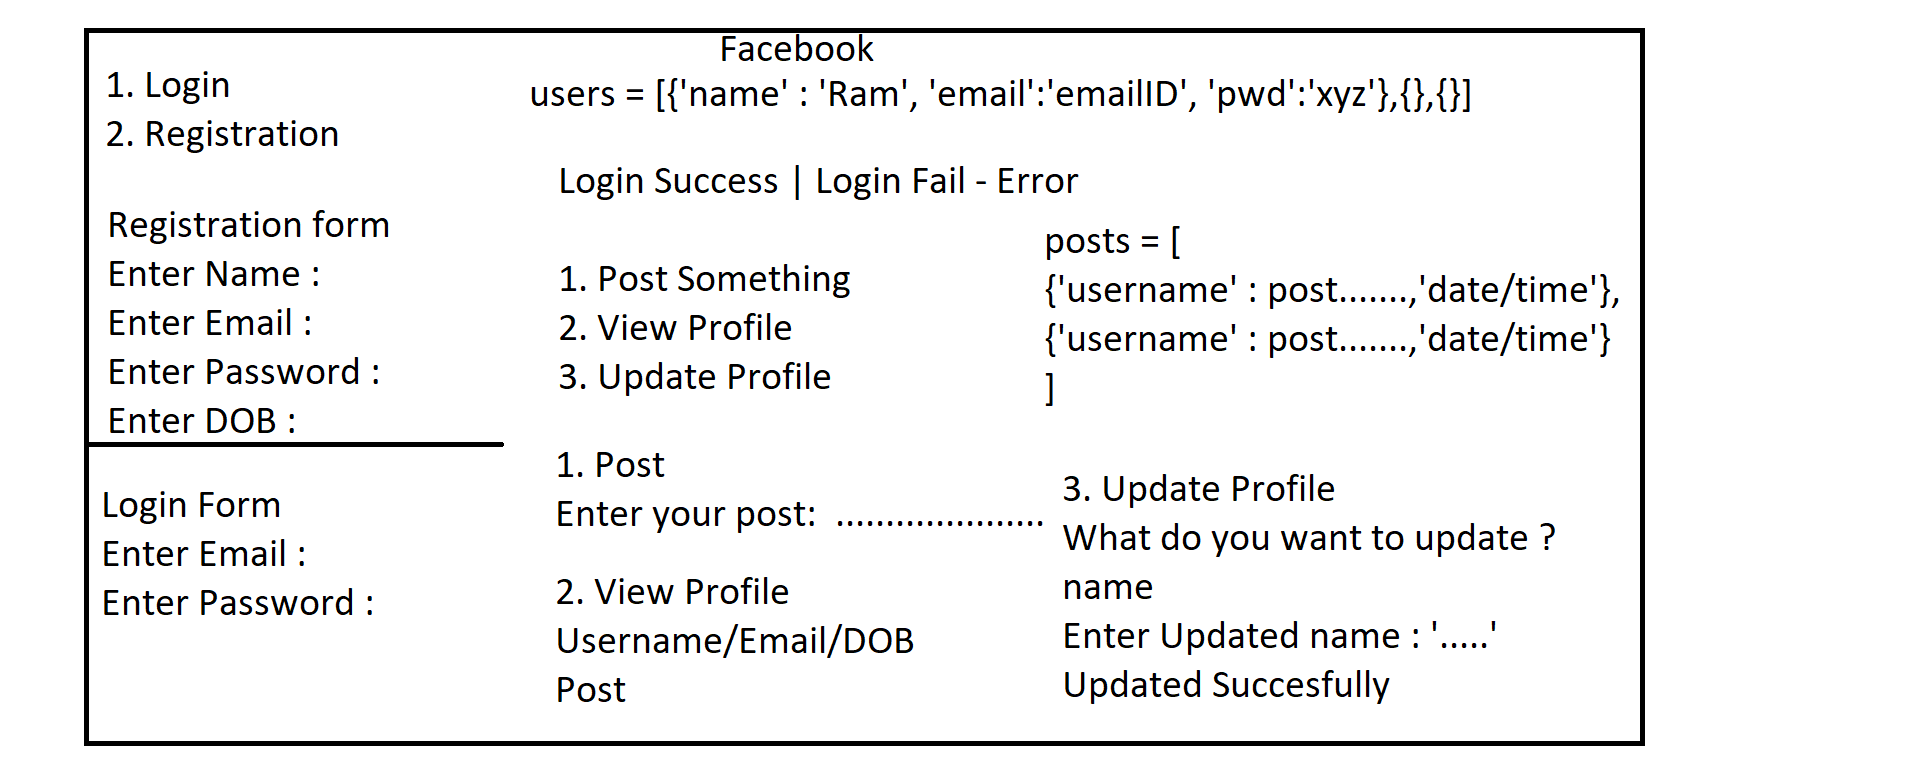 Facebook
1. Login
2. Registration
users = [{'name' : 'Ram', 'email':'emailID', 'pwd':'xyz'},{},{}]
Login Success | Login Fail - Error
Registration form
Enter Name :
Enter Email :
Enter Password :
Enter DOB :
Login Form
Enter Email :
Enter Password :
1. Post Something
2. View Profile
3. Update Profile
posts = [
{'username' : post.......,'date/time'},
{'username' : post.......,'date/time'}
]
1. Post
Enter your post:  .....................
2. View Profile
Username/Email/DOB
Post
3. Update Profile
What do you want to update ?
name
Enter Updated name : '.....'
Updated Succesfully